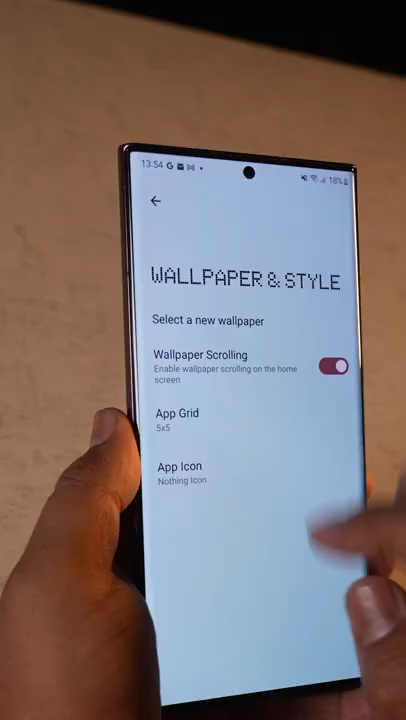 13:54 G
18%
WALLPAPER & STYLE
Select a new wallpaper
Wallpaper Scrolling
Enable wallpaper scrolling on the home
screen
App Grid
5x5
App Icon
Nothing Icon